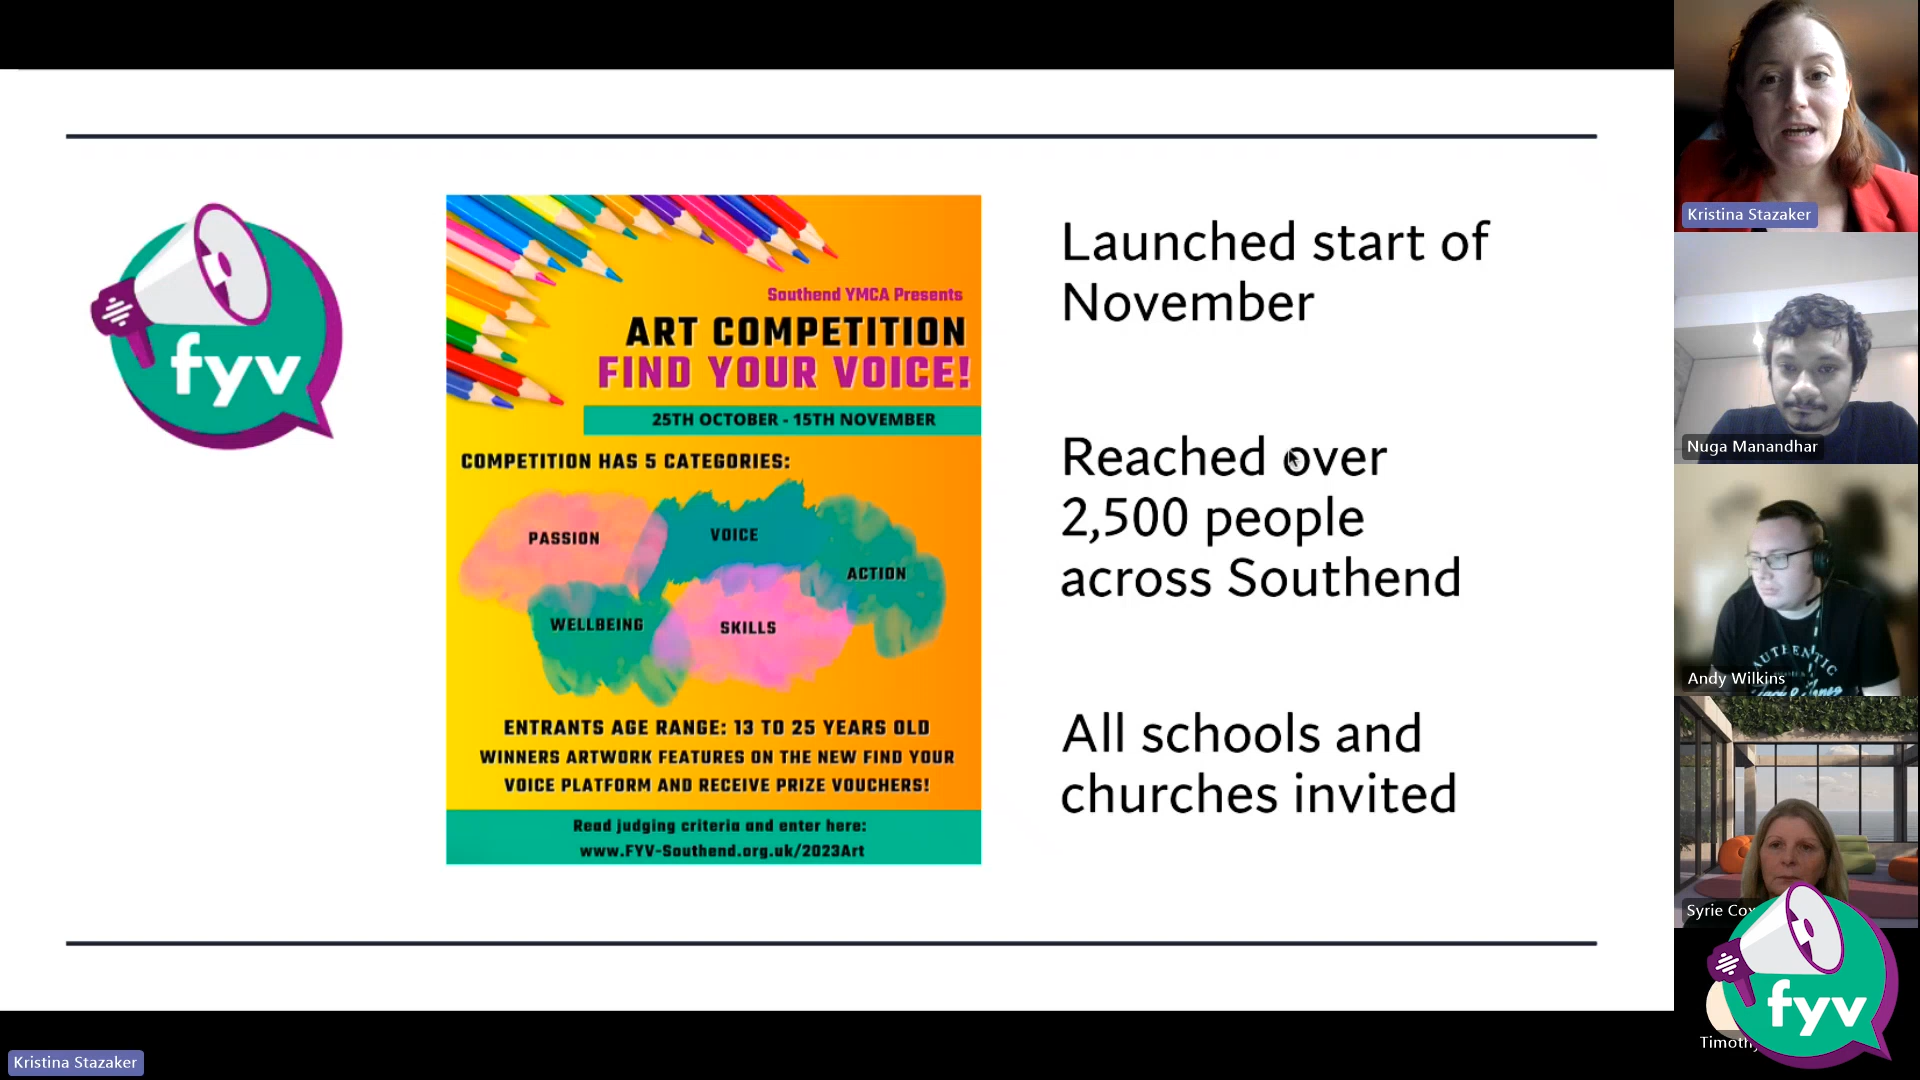 fyv
Southend YMCA Presents
ART COMPETITION
FIND YOUR VOICE!
25TH OCTOBER - 15TH NOVEMBER
COMPETITION HAS 5 CATEGORIES:
PASSION
VOICE
ACTION
WELLBEING
SKILLS
ENTRANTS AGE RANGE: 13 TO 25 YEARS OLD
WINNERS ARTWORK FEATURES ON THE NEW FIND YOUR
VOICE PLATFORM AND RECEIVE PRIZE VOUCHERS!
Read judging criteria and enter here:
www.FYV-Southend.org.uk/2023Art
Launched start of
November
Reached over
2,500 people
across Southend
All schools and
churches invited
Kristina Stazaker
Nuga Manandhar
AUTHENTIC
Andy Wilkins
Syrie Cox
fyv
Timothy
Kristina Stazaker